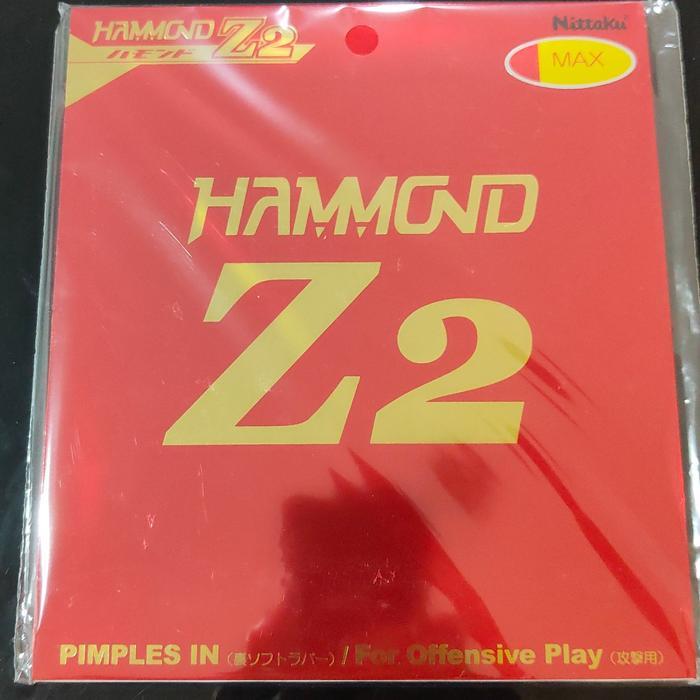 HAMMOND Z2
ハモンド
Nittaku
MAX
HAMMOND
Z2
PIMPLES IN (裏ソフトラバー) / For Offensive Play (攻撃用)